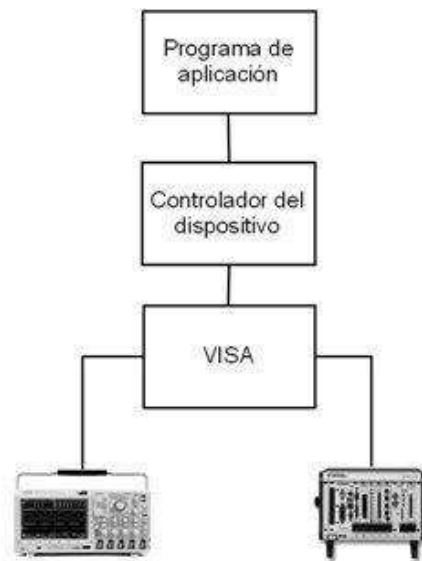 Programa de
aplicación
Controlador del
dispositivo
VISA